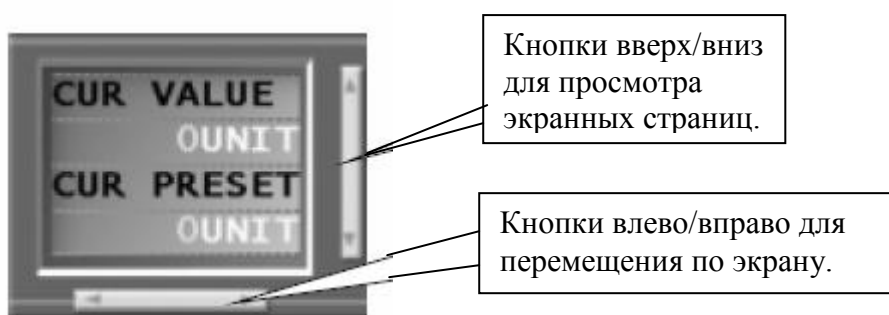 CUR VALUE
0UNIT
CUR PRESET
0UNIT
Кнопки вверх/вниз
для просмотра
экранных страниц.
Кнопки влево/вправо для
перемещения по экрану.